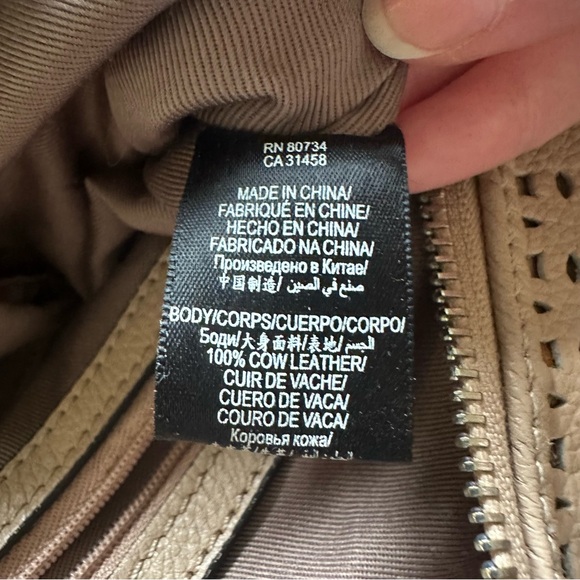 RN 80734
CA 31458
MADE IN CHINA/
FABRIQUÉ EN CHINE/
HECHO EN CHINA/
FABRICADO NA CHINA/
Произведено в Китае/
中国制造/ صنع في الصين/
BODY/CORPS/CUERPO/CORPO/
Боди/大身面料/表地/الجسم/
100% COW LEATHER/
CUIR DE VACHE/
CUERO DE VACA/
COURO DE VACA/
Коровья кожа/